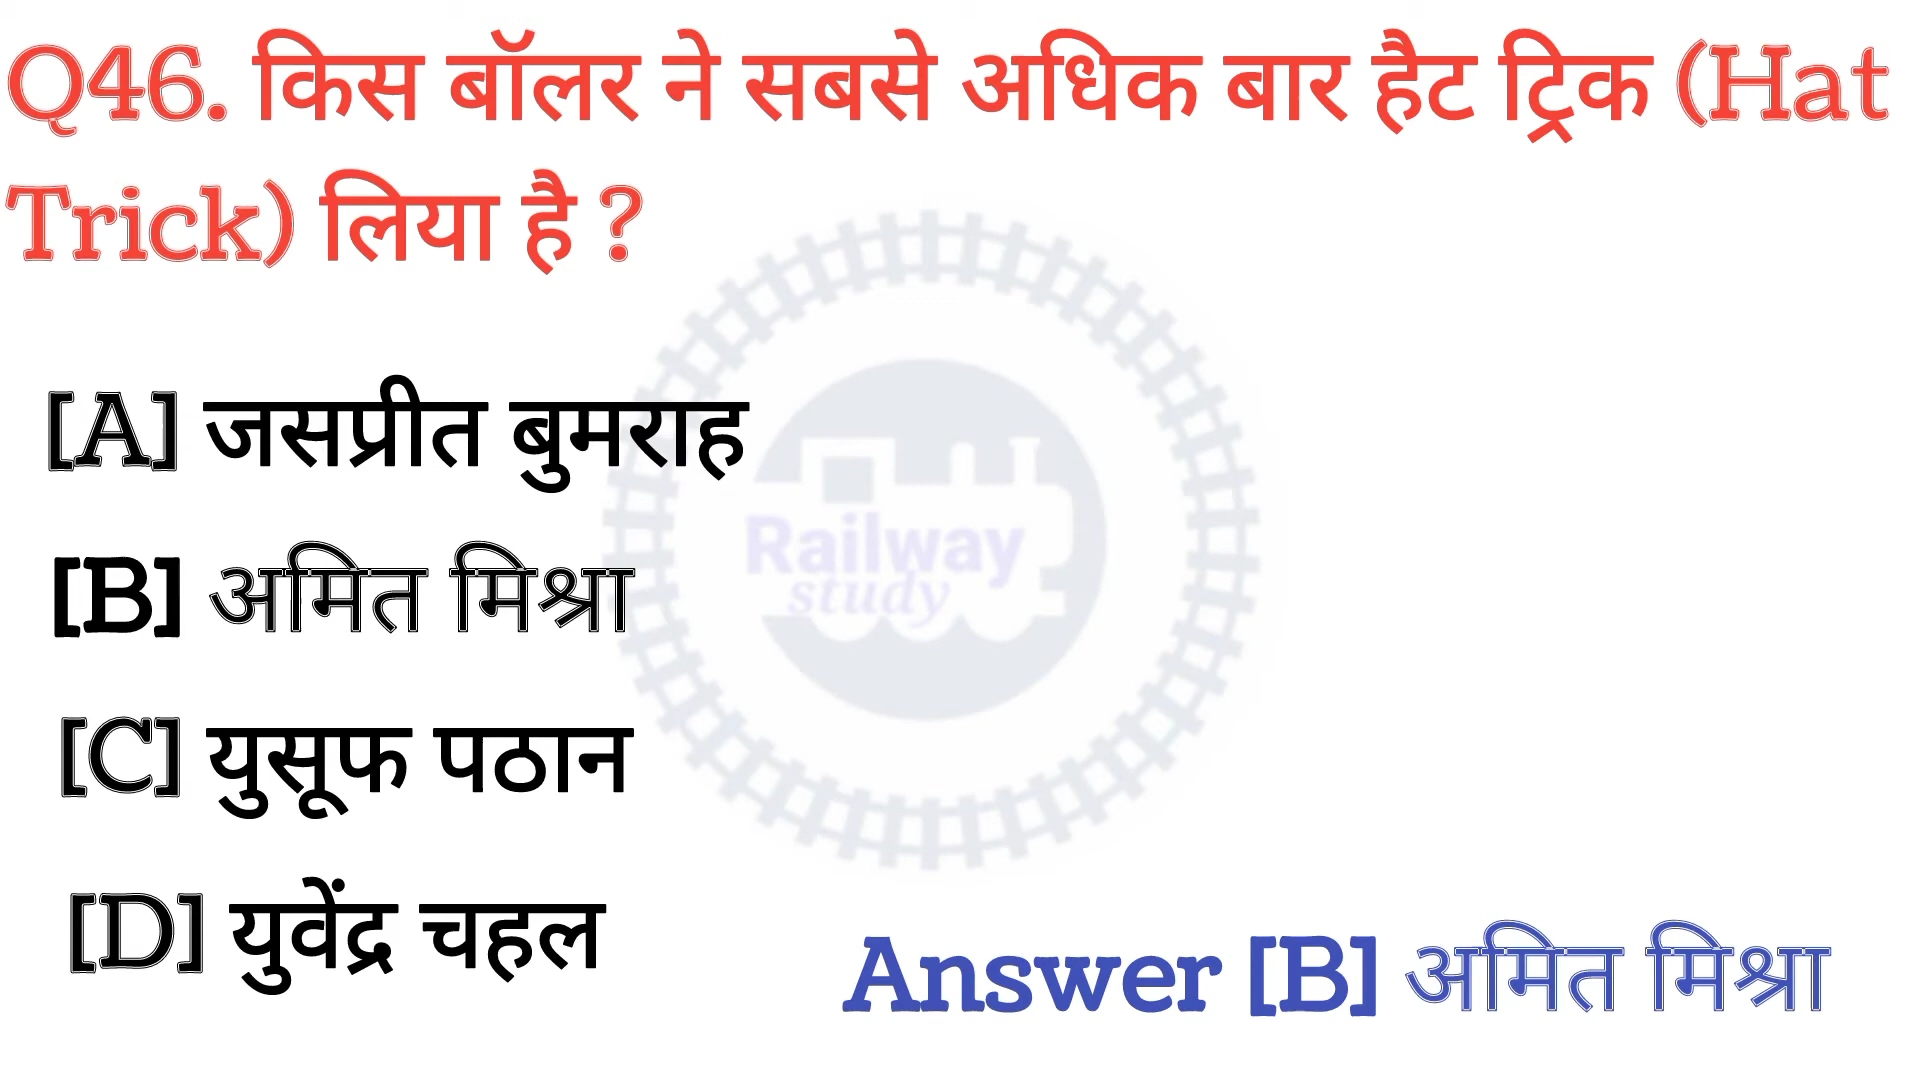 Q46. किस बॉलर ने सबसे अधिक बार हैट ट्रिक (Hat
Trick) लिया है ?
[A] जसप्रीत बुमराह
[B] अमित मिश्रा
Railway
study
[C] युसूफ पठान
[D] युवेंद्र चहल
Answer [B] अमित मिश्रा